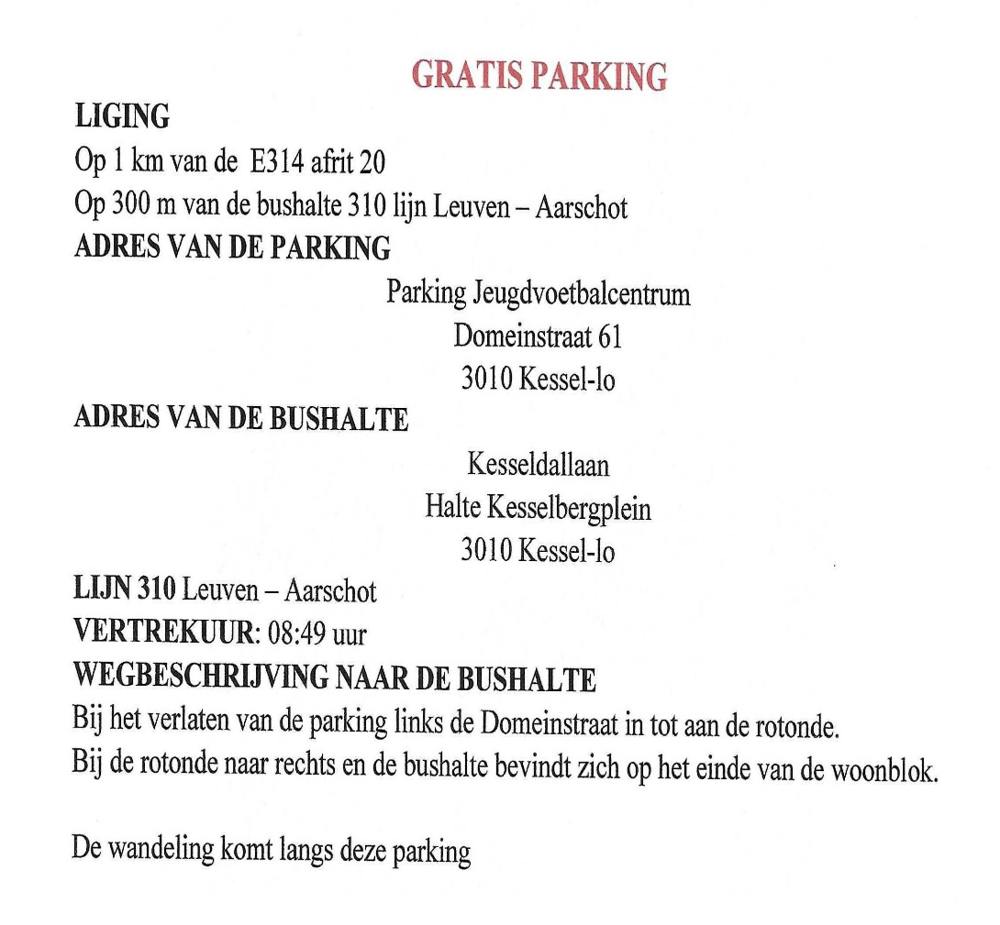 GRATIS PARKING
LIGING
Op 1 km van de E314 afrit 20
Op 300 m van de bushalte 310 lijn Leuven – Aarschot
ADRES VAN DE PARKING
Parking Jeugdvoetbalcentrum
Domeinstraat 61
3010 Kessel-lo
ADRES VAN DE BUSHALTE
Kesseldallaan
Halte Kesselbergplein
3010 Kessel-lo
LIJN 310 Leuven – Aarschot
VERTREKUUR: 08:49 uur
WEGBESCHRIJVING NAAR DE BUSHALTE
Bij het verlaten van de parking links de Domeinstraat in tot aan de rotonde.
Bij de rotonde naar rechts en de bushalte bevindt zich op het einde van de woonblok.
De wandeling komt langs deze parking